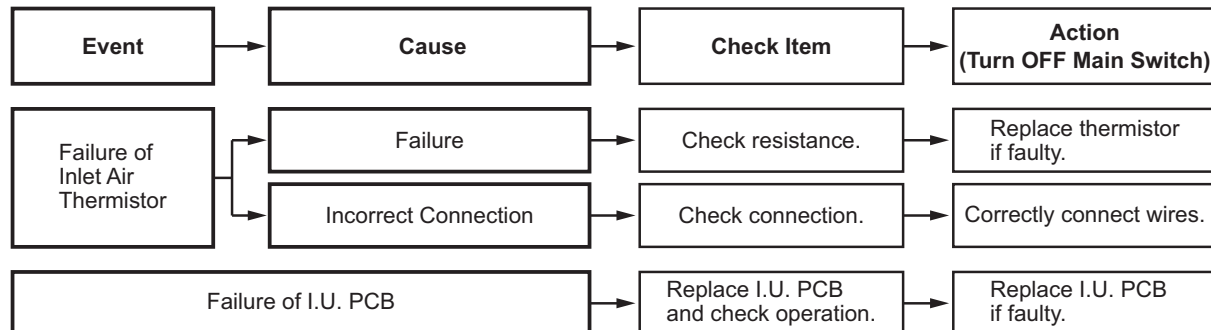 Event
Cause
Check Item
Action
(Turn OFF Main Switch)
Failure of
Inlet Air
Thermistor
Failure
Check resistance.
Replace thermistor
if faulty.
Incorrect Connection
Check connection.
Correctly connect wires.
Failure of I.U. PCB
Replace I.U. PCB
and check operation.
Replace I.U. PCB
if faulty.